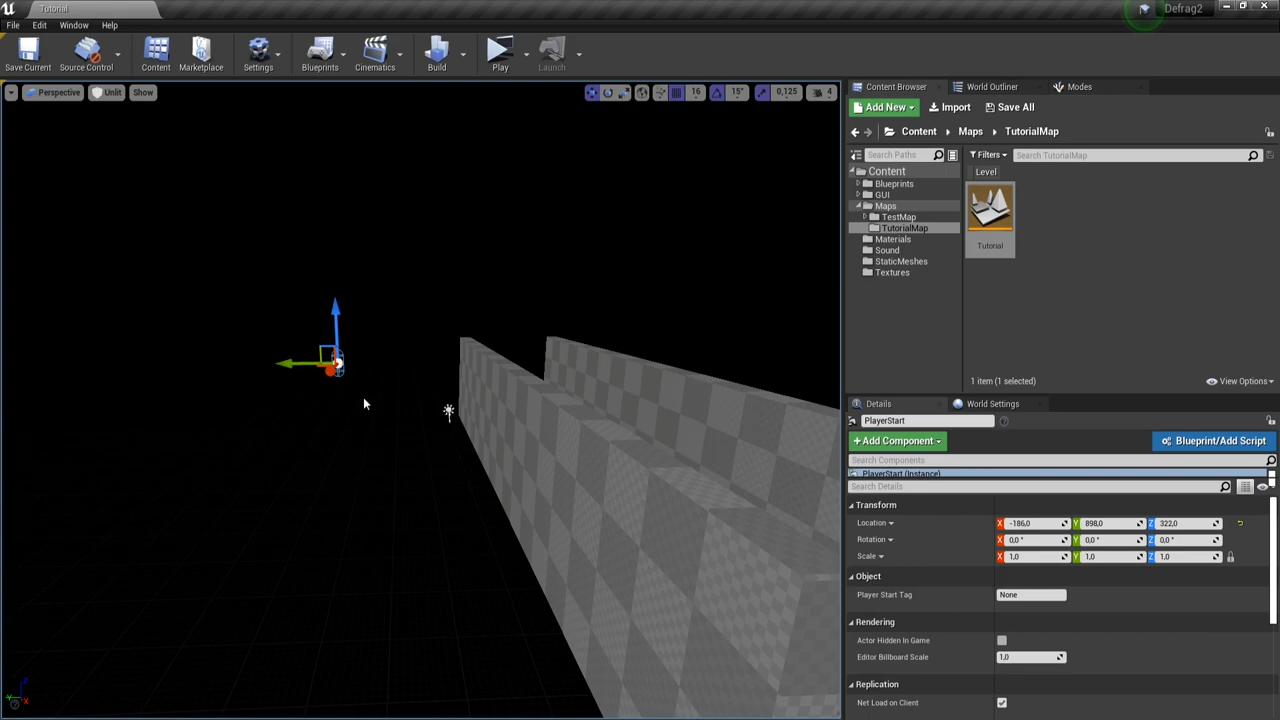 Tutorial
Defrag2
File Edit Window Help
Save Current
Source Control
Content
Marketplace
Settings
Blueprints
Cinematics
Build
Play
Launch
Perspective
Unlit
Show
16
15°
0,125
4
Content Browser
World Outliner
Modes
Add New
Import
Save All
Content Maps TutorialMap
Search Paths
Filters
Search TutorialMap
Level
Content
Blueprints
GUI
Maps
TestMap
TutorialMap
Materials
Sound
StaticMeshes
Textures
Tutorial
1 item (1 selected)
View Options
Details
World Settings
PlayerStart
+Add Component
Blueprint/Add Script
Search Components
PlayerStart (Instance)
Search Details
Transform
Location X -186,0 Y 898,0 Z 322,0
Rotation X 0,0 ° Y 0,0 ° Z 0,0 °
Scale X 1,0 Y 1,0 Z 1,0
Object
Player Start Tag None
Rendering
Actor Hidden In Game
Editor Billboard Scale 1,0
Replication
Net Load on Client
Z
Y
X